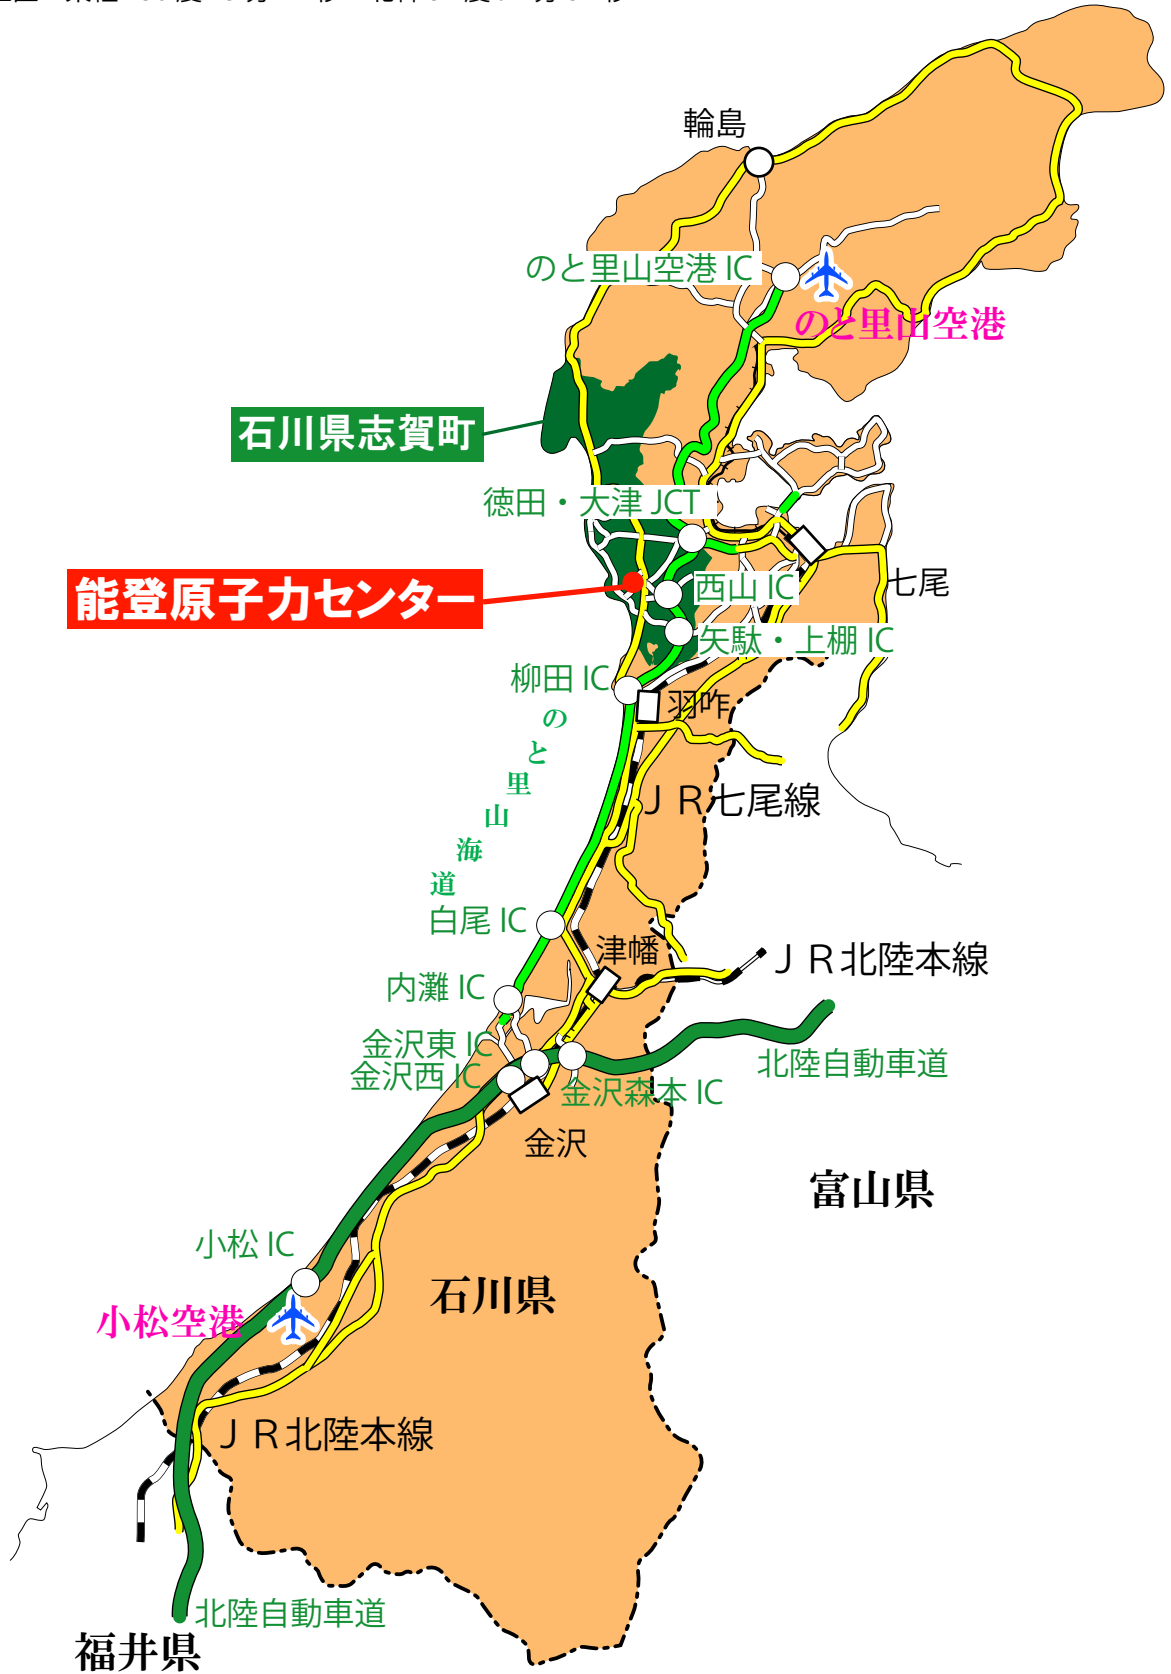 輪島
のと里山空港 IC
のと里山空港
石川県志賀町
徳田・大津 JCT
能登原子力センター
西山 IC
七尾
矢駄・上棚 IC
柳田 IC
羽咋
のと里山海道
ＪＲ七尾線
白尾 IC
津幡
ＪＲ北陸本線
内灘 IC
金沢東 IC
北陸自動車道
金沢西 IC
金沢森本 IC
金沢
富山県
小松 IC
石川県
小松空港
ＪＲ北陸本線
北陸自動車道
福井県